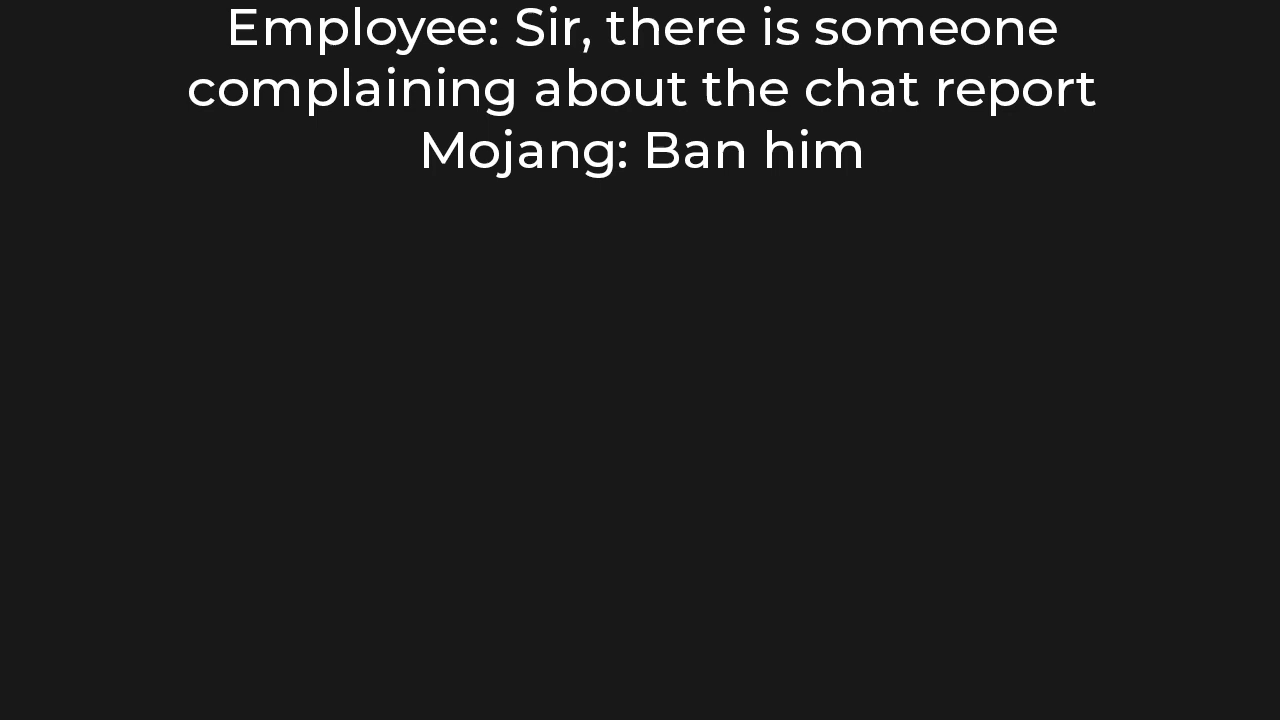 Employee: Sir, there is someone
complaining about the chat report
Mojang: Ban him